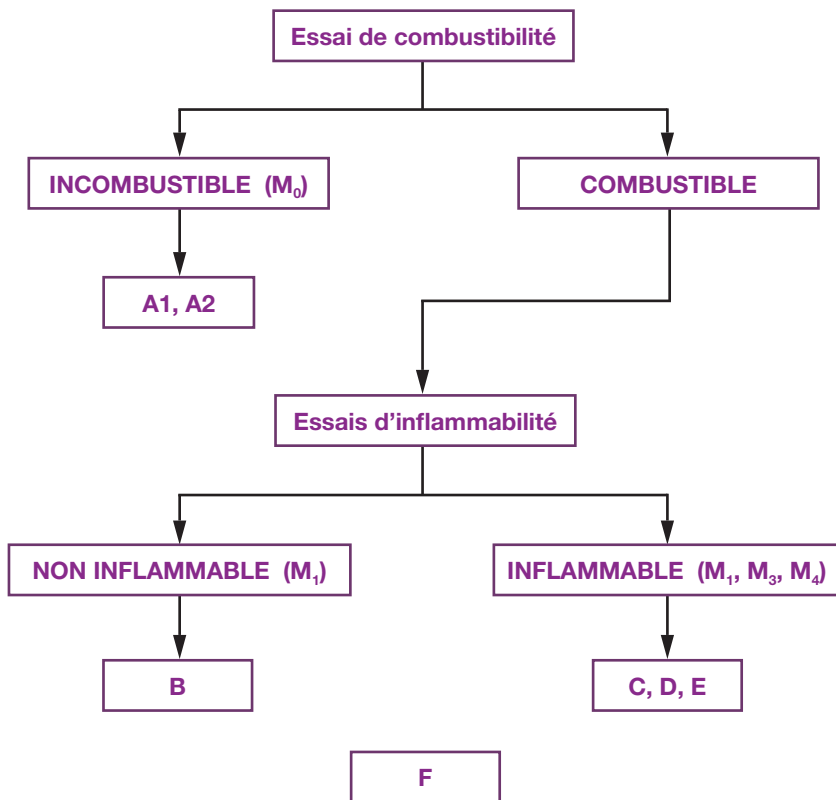 Essai de combustibilité
INCOMBUSTIBLE (M₀)
COMBUSTIBLE
A1, A2
Essais d’inflammabilité
NON INFLAMMABLE (M₁)
INFLAMMABLE (M₁, M₃, M₄)
B
C, D, E
F